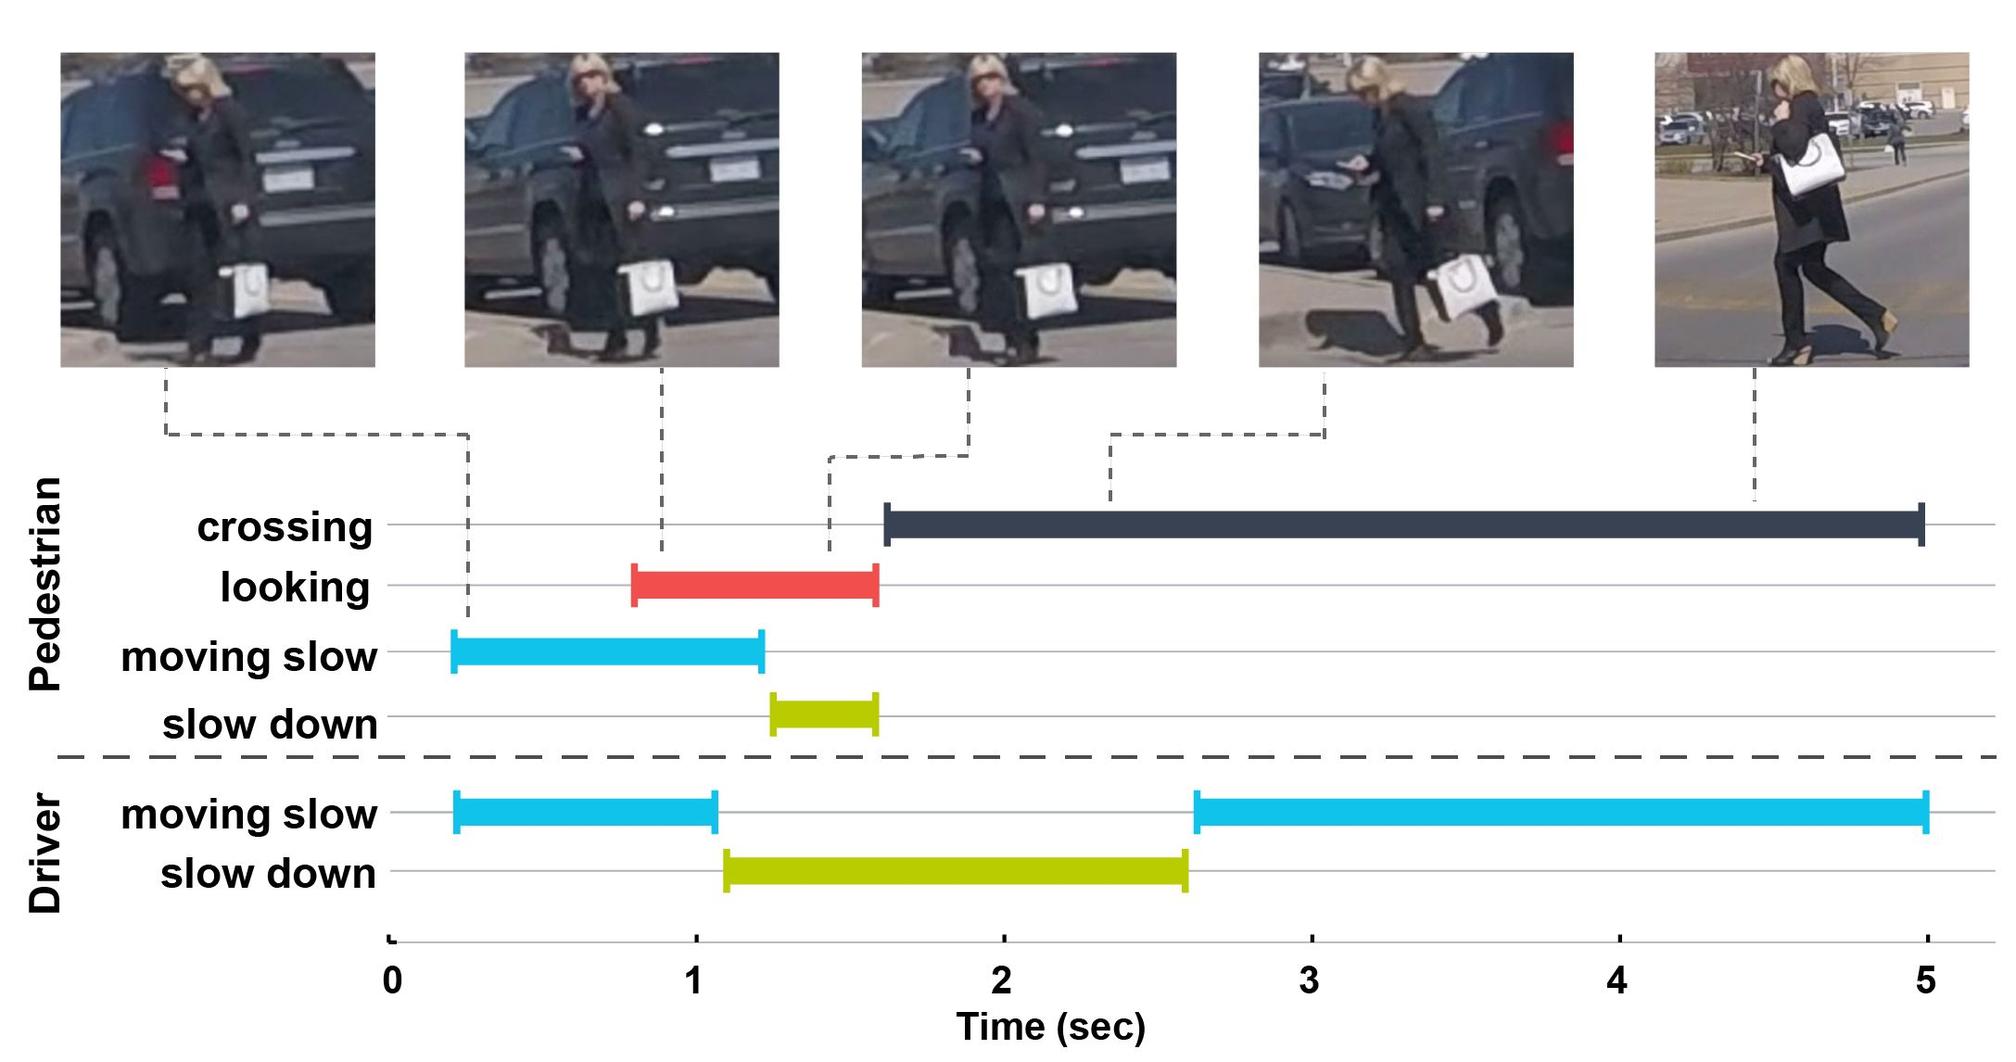 Pedestrian
crossing
looking
moving slow
slow down
Driver
moving slow
slow down
0 1 2 3 4 5
Time (sec)